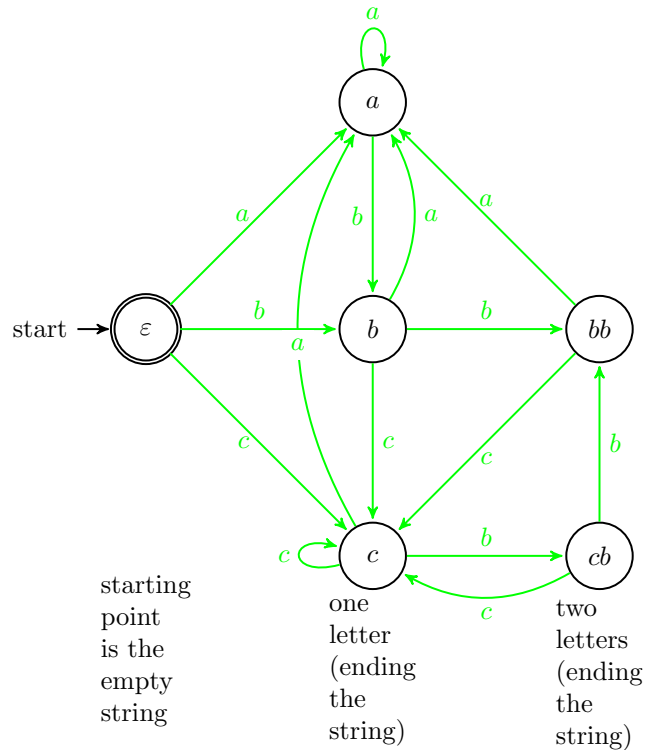 a
a
a
b
a
a
start
ε
b
b
b
bb
a
c
c
c
b
c
c
b
cb
c
starting
point
is the
empty
string
one
letter
(ending
the
string)
two
letters
(ending
the
string)